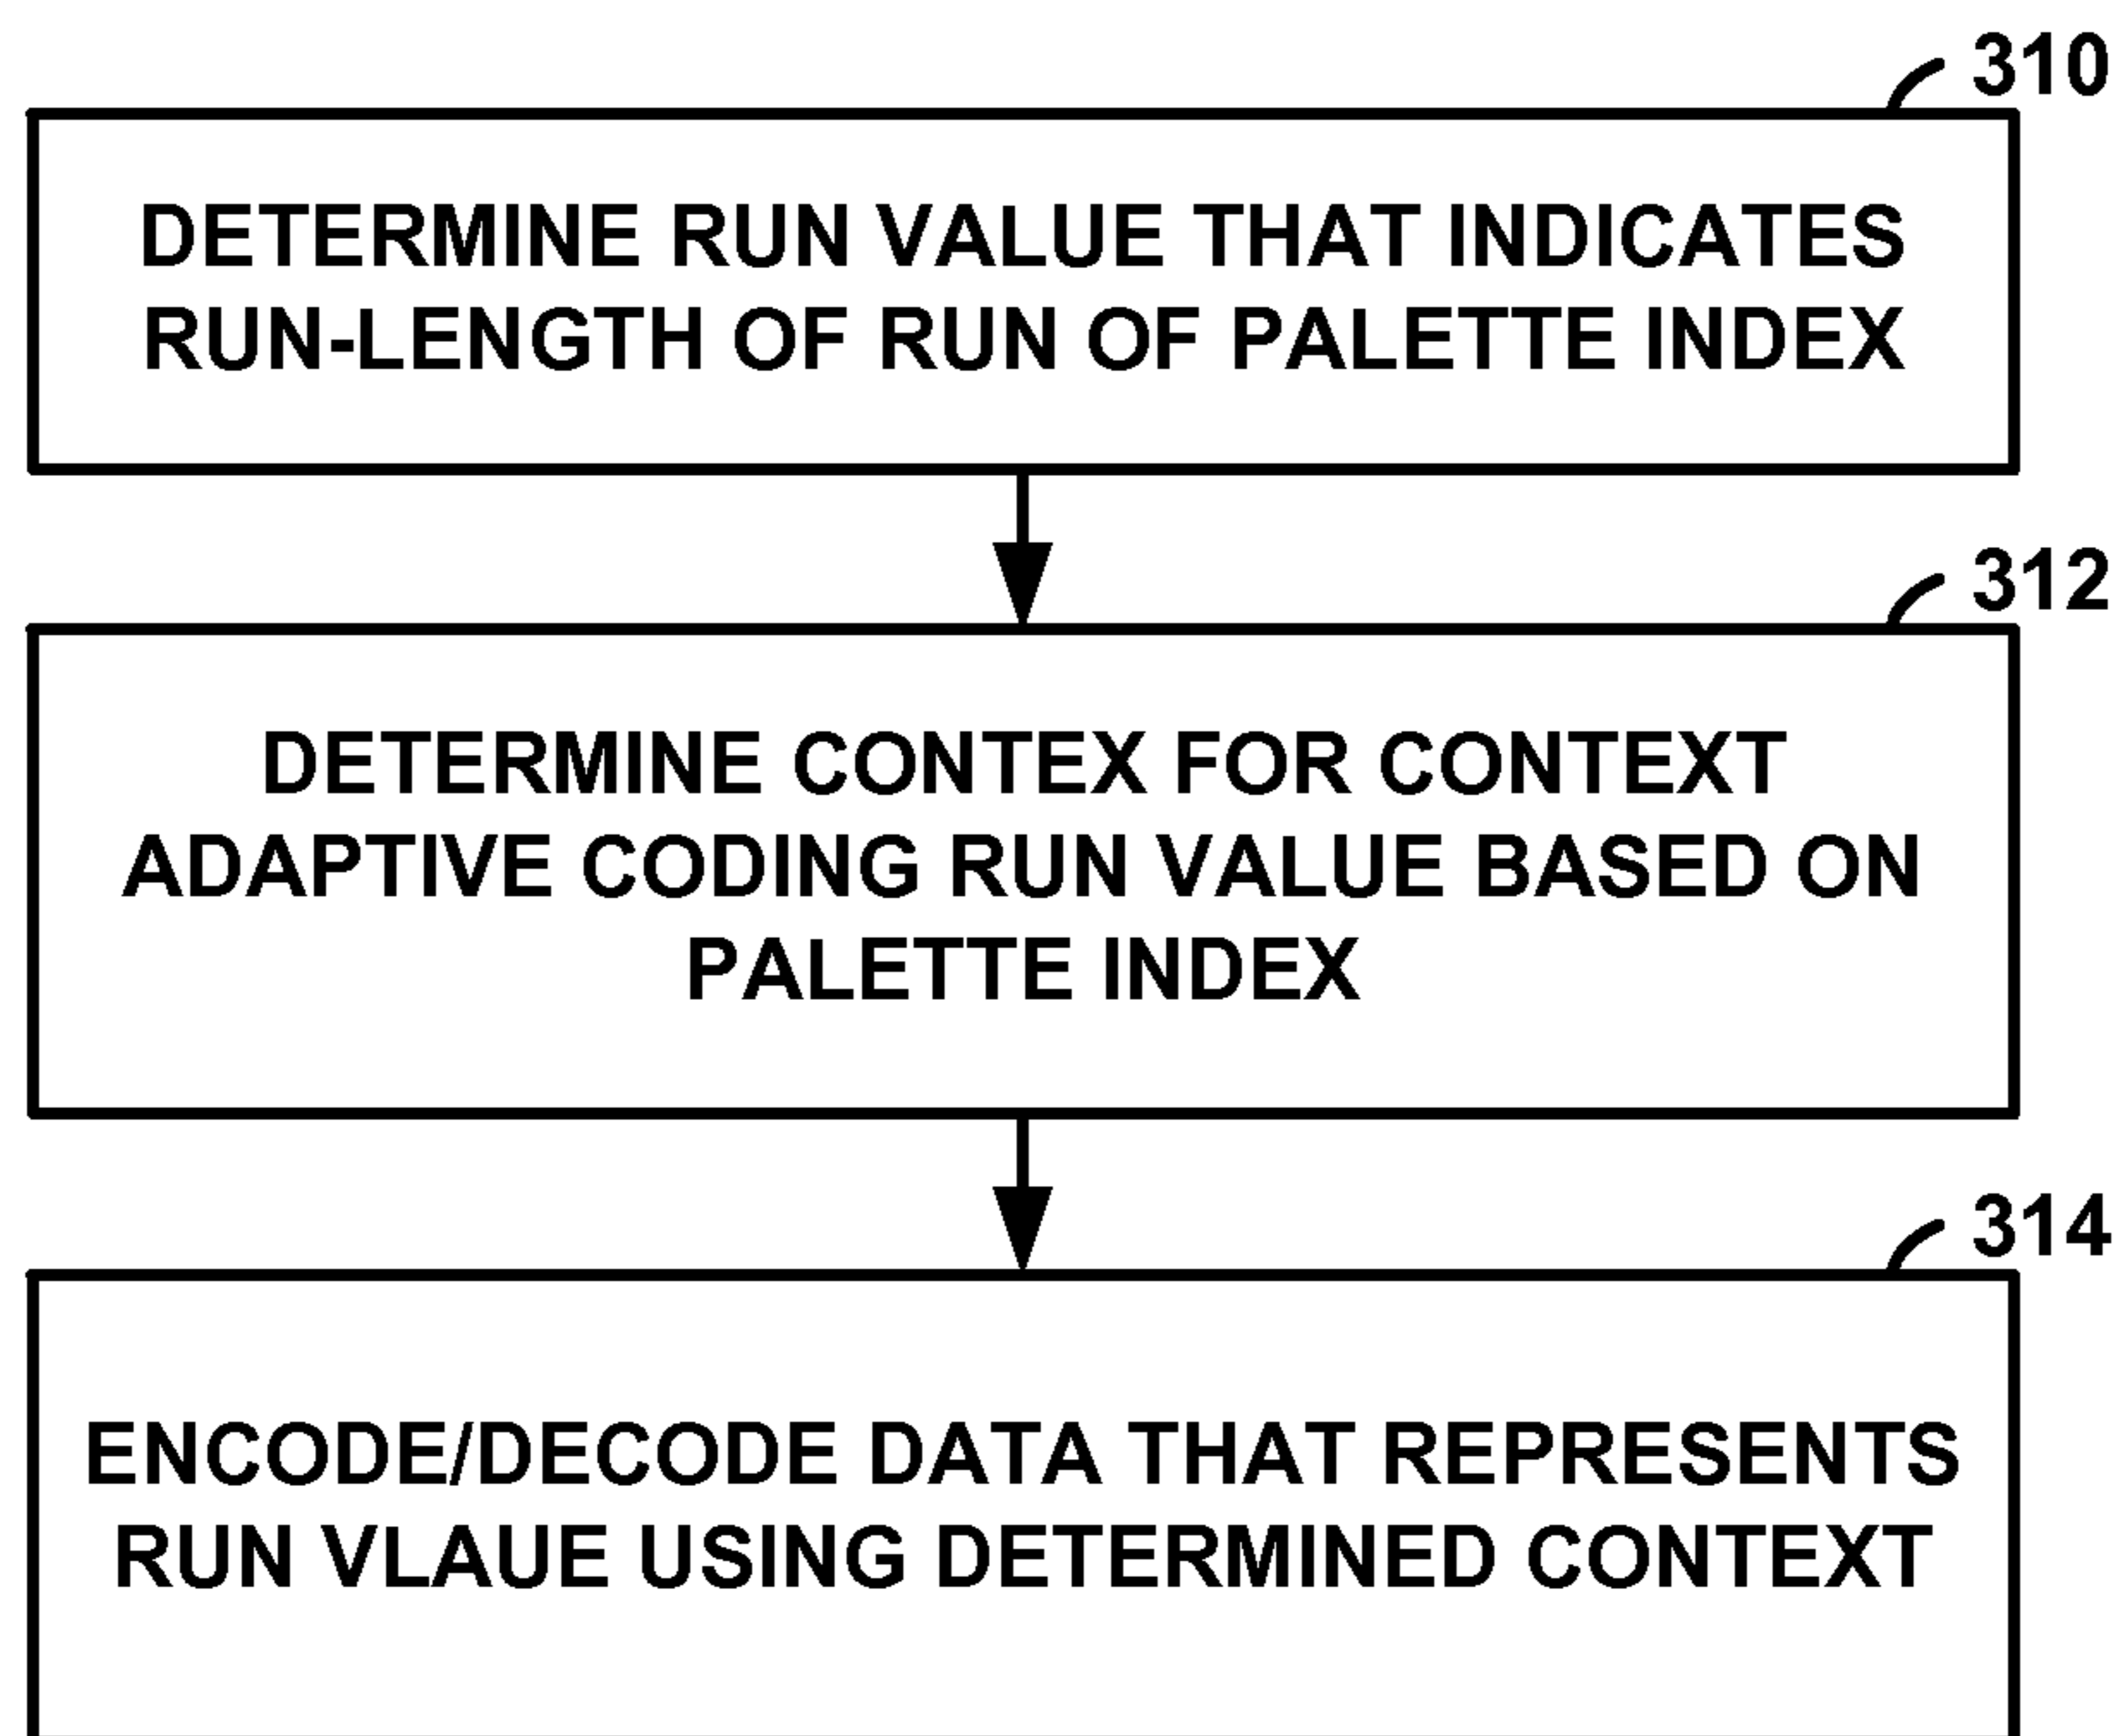 310
DETERMINE RUN VALUE THAT INDICATES
RUN-LENGTH OF RUN OF PALETTE INDEX
312
DETERMINE CONTEX FOR CONTEXT
ADAPTIVE CODING RUN VALUE BASED ON
PALETTE INDEX
314
ENCODE/DECODE DATA THAT REPRESENTS
RUN VLAUE USING DETERMINED CONTEXT